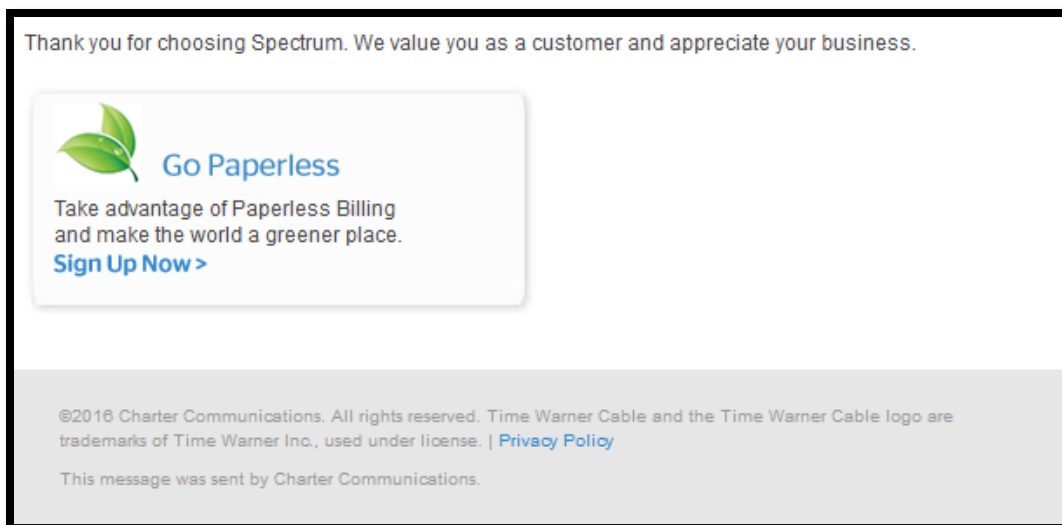 Thank you for choosing Spectrum. We value you as a customer and appreciate your business.
Go Paperless
Take advantage of Paperless Billing
and make the world a greener place.
Sign Up Now >
©2016 Charter Communications. All rights reserved. Time Warner Cable and the Time Warner Cable logo are
trademarks of Time Warner Inc., used under license. | Privacy Policy
This message was sent by Charter Communications.